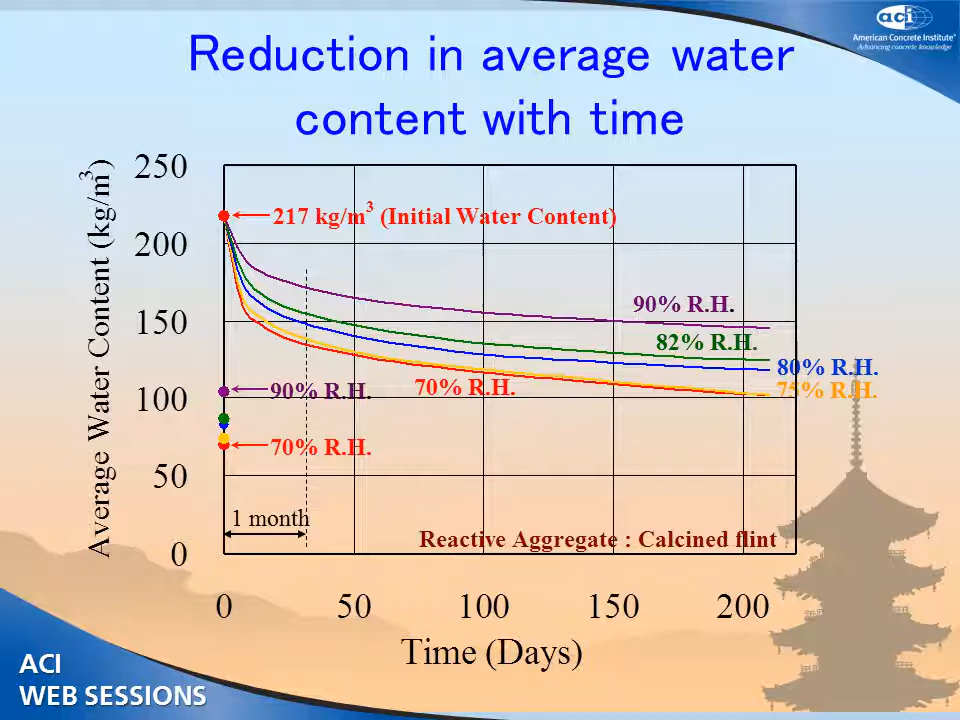 aci
American Concrete Institute®
Advancing concrete knowledge
Reduction in average water
content with time
Average Water Content (kg/m³)
250
200
150
100
50
0
217 kg/m³ (Initial Water Content)
90% R.H.
82% R.H.
80% R.H.
75% R.H.
70% R.H.
90% R.H.
70% R.H.
1 month
Reactive Aggregate : Calcined flint
0 50 100 150 200
Time (Days)
ACI
WEB SESSIONS